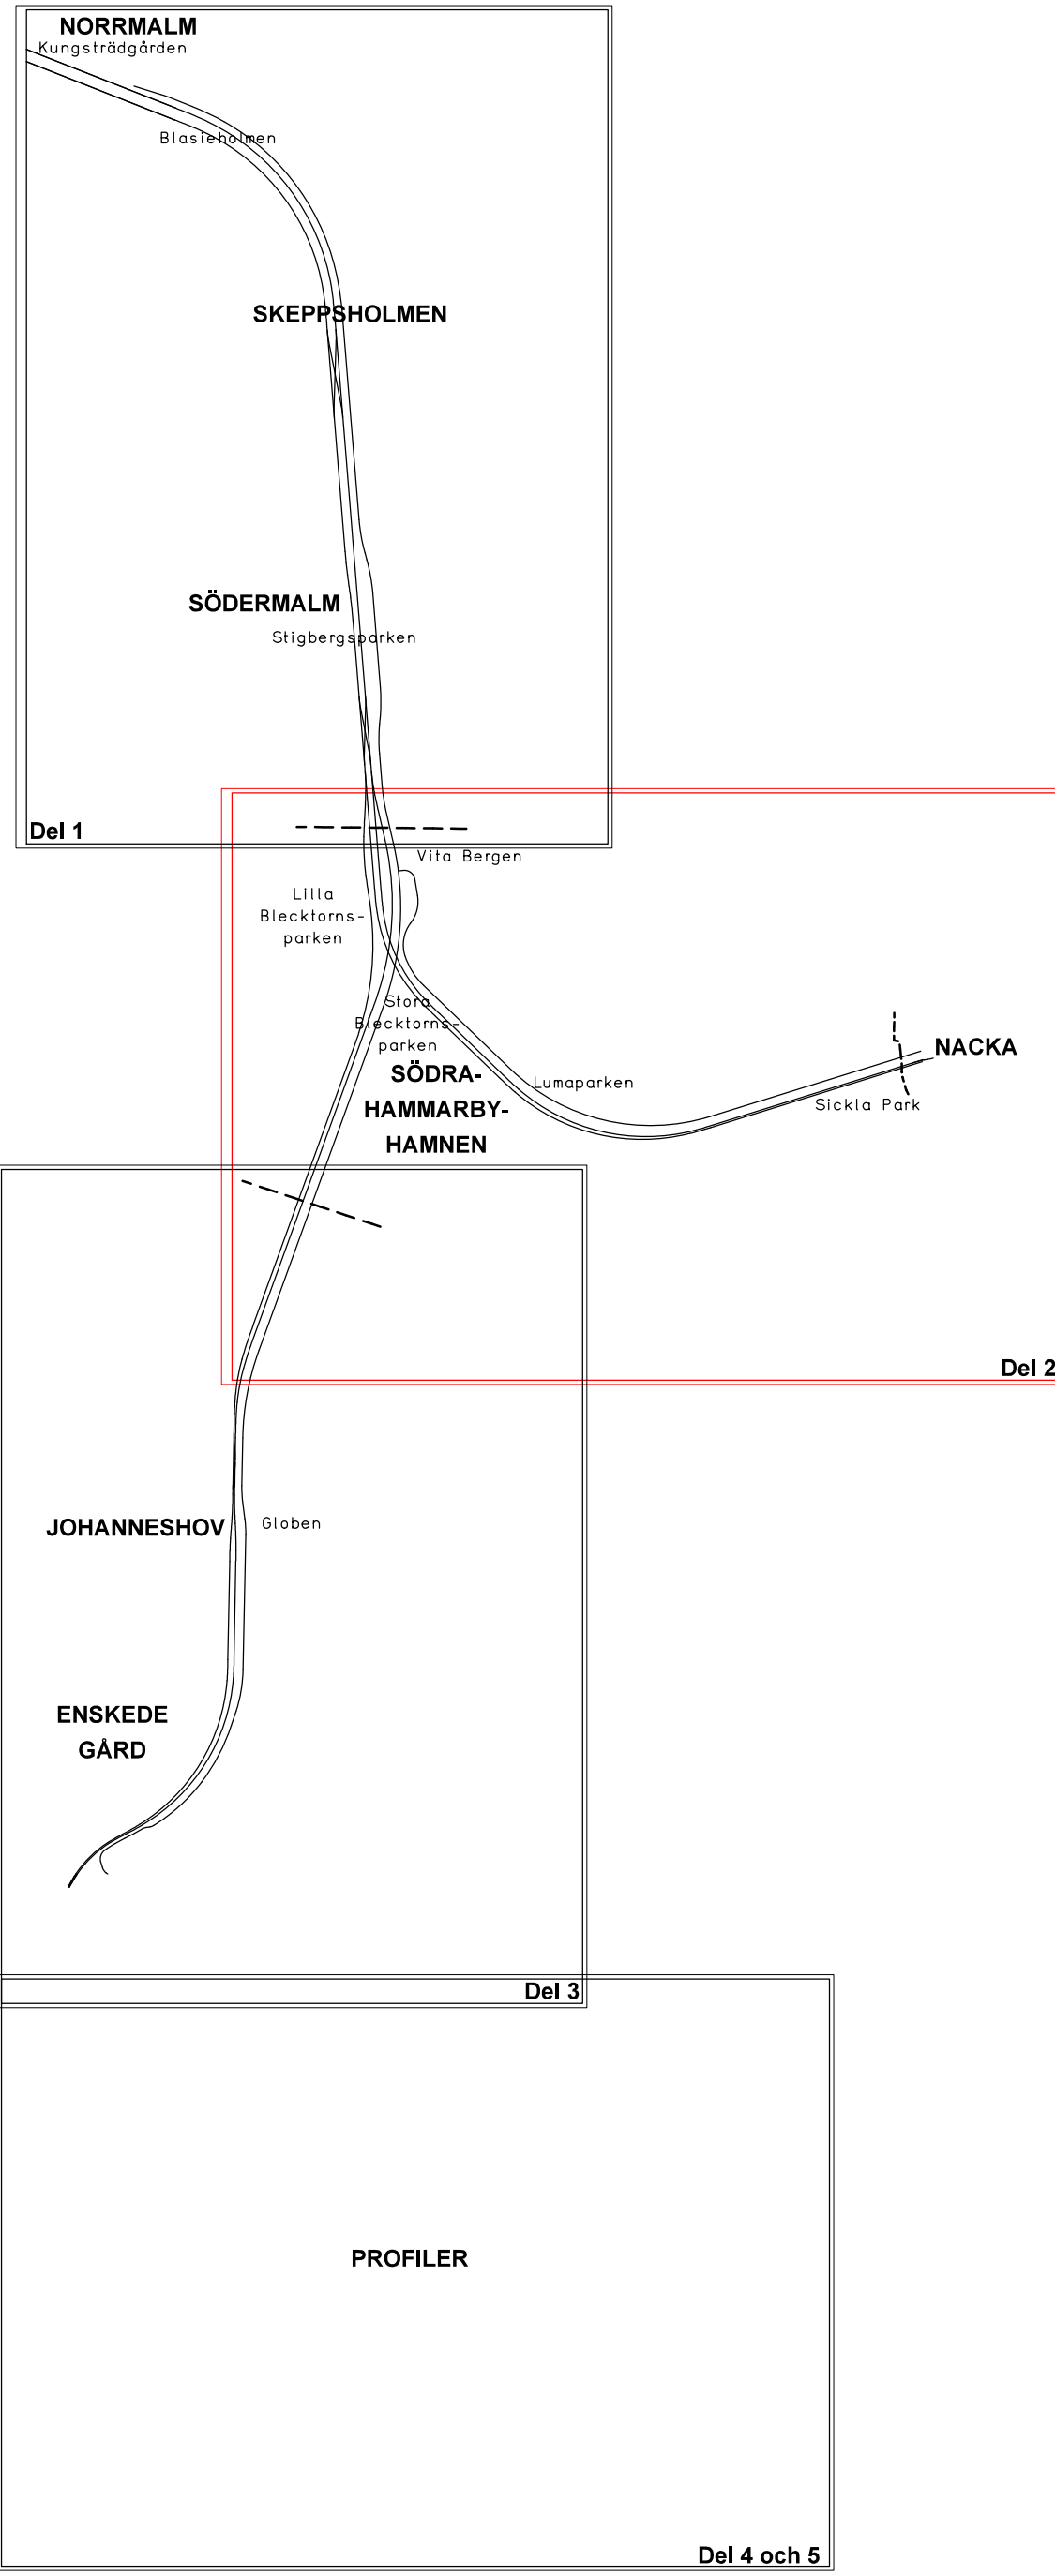 NORRMALM
Kungsträdgården
Blasieholmen
SKEPPSHOLMEN
SÖDERMALM
Stigbergsparken
Del 1
Vita Bergen
Lilla
Blecktorns-
parken
Stora
Blecktorns-
parken
NACKA
SÖDRA-
HAMMARBY-
HAMNEN
Lumaparken
Sickla Park
Del 2
JOHANNESHOV
Globen
ENSKEDE
GÅRD
Del 3
PROFILER
Del 4 och 5